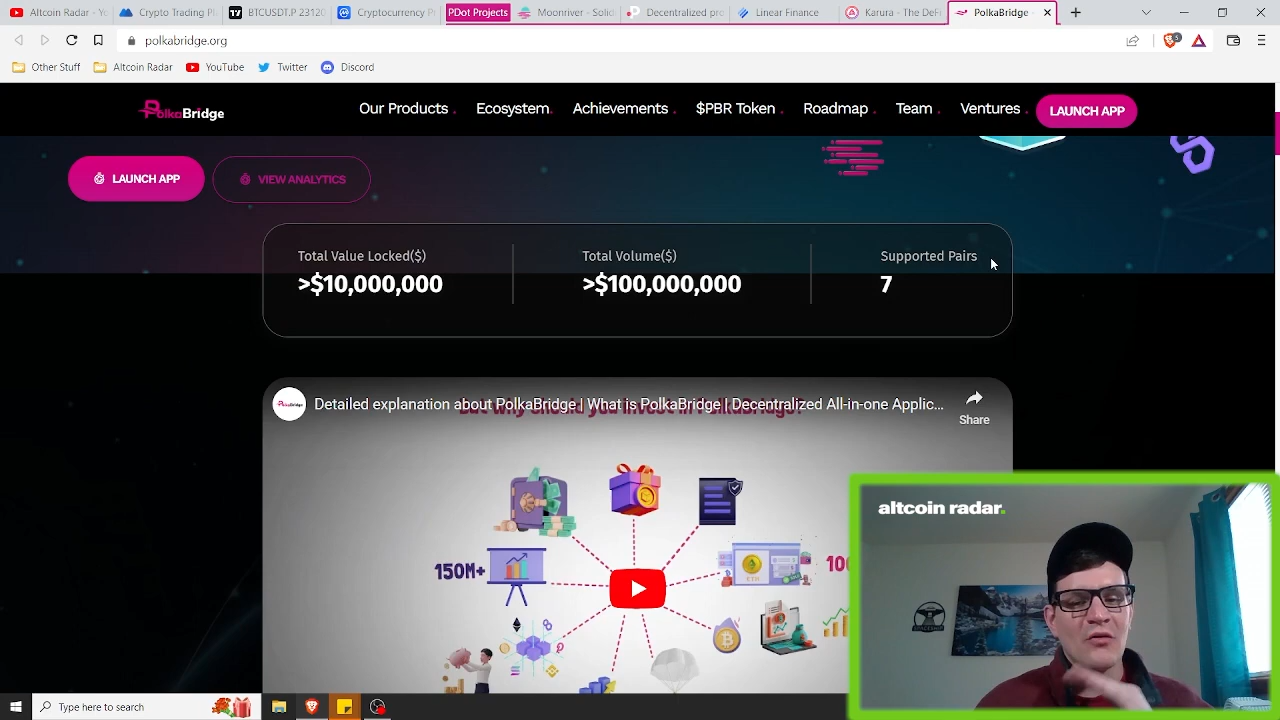 Altcoin Radar - Yo
Crypto Trading Pl
BTCUSDT.P 23120
Cryptocurrency Pr
PDot Projects
Moonriver - Solid
Decentralized pro
Linear Finance
Karura - The DeFi
PolkaBridge -
polkabridge.org
Other Stuff
Altcoin Radar
YouTube
Twitter
Discord
PolkaBridge
Our Products .
Ecosystem.
Achievements .
$PBR Token .
Roadmap .
Team .
Ventures .
LAUNCH APP
LAUNCH APP
VIEW ANALYTICS
Total Value Locked($)
>$10,000,000
Total Volume($)
>$100,000,000
Supported Pairs
7
Detailed explanation about PolkaBridge | What is PolkaBridge | Decentralized All-in-one Applic...
Share
150M+
ETH
altcoin radar.
Type here to search